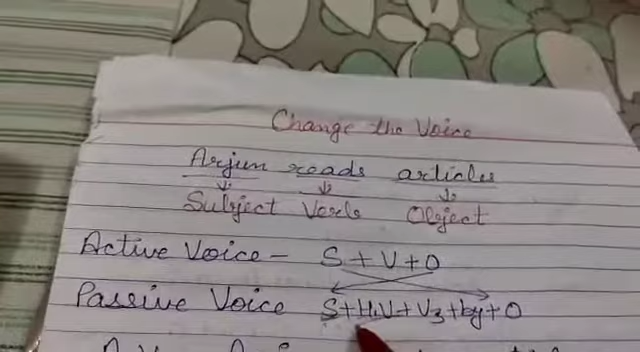 Change the Voice
Arjun reads articles
Subject Verb Object
Active Voice - S + V + O
Passive Voice S + H.V + V3 + by + O